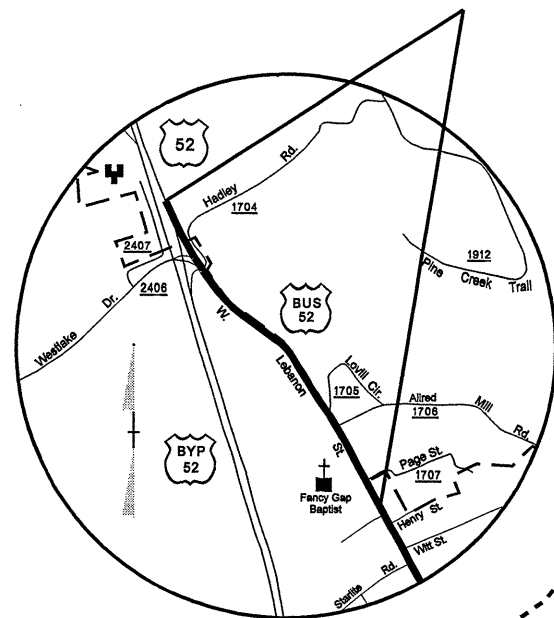 52
Hadley Rd.
1704
2407
2406
Westlake Dr.
1912
Pine Creek Trail
BUS
52
W. Lebanon St.
Lovill Cir.
1705
Allred Mill Rd.
1706
BYP
52
Page St.
1707
Fancy Gap
Baptist
Henry St.
Witt St.
Starlite Rd.